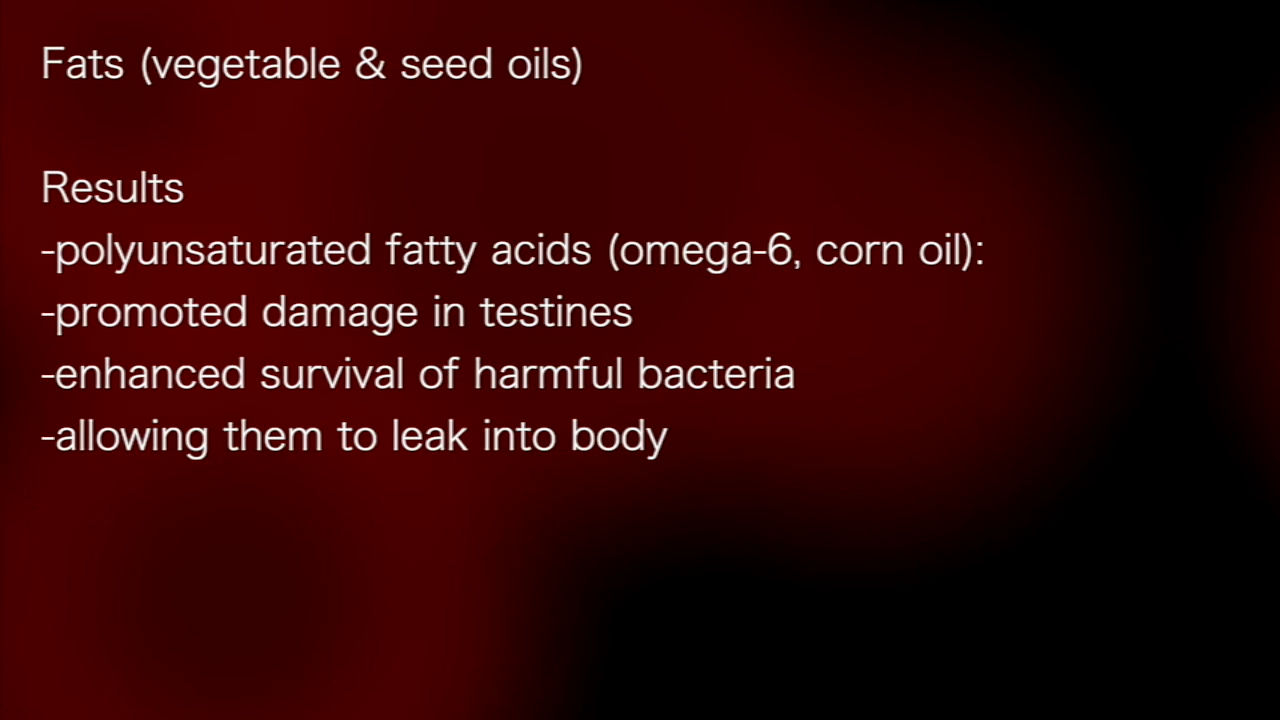 Fats (vegetable & seed oils)
Results
-polyunsaturated fatty acids (omega-6, corn oil):
-promoted damage in testines
-enhanced survival of harmful bacteria
-allowing them to leak into body